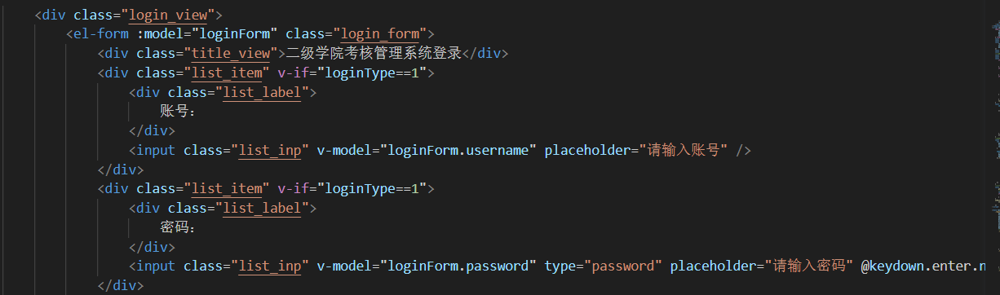 <div class="login_view">
<el-form :model="loginForm" class="login_form">
<div class="title_view">二级学院考核管理系统登录</div>
<div class="list_item" v-if="loginType==1">
<div class="list_label">
账号：
</div>
<input class="list_inp" v-model="loginForm.username" placeholder="请输入账号" />
</div>
<div class="list_item" v-if="loginType==1">
<div class="list_label">
密码：
</div>
<input class="list_inp" v-model="loginForm.password" type="password" placeholder="请输入密码" @keydown.enter.n
</div>